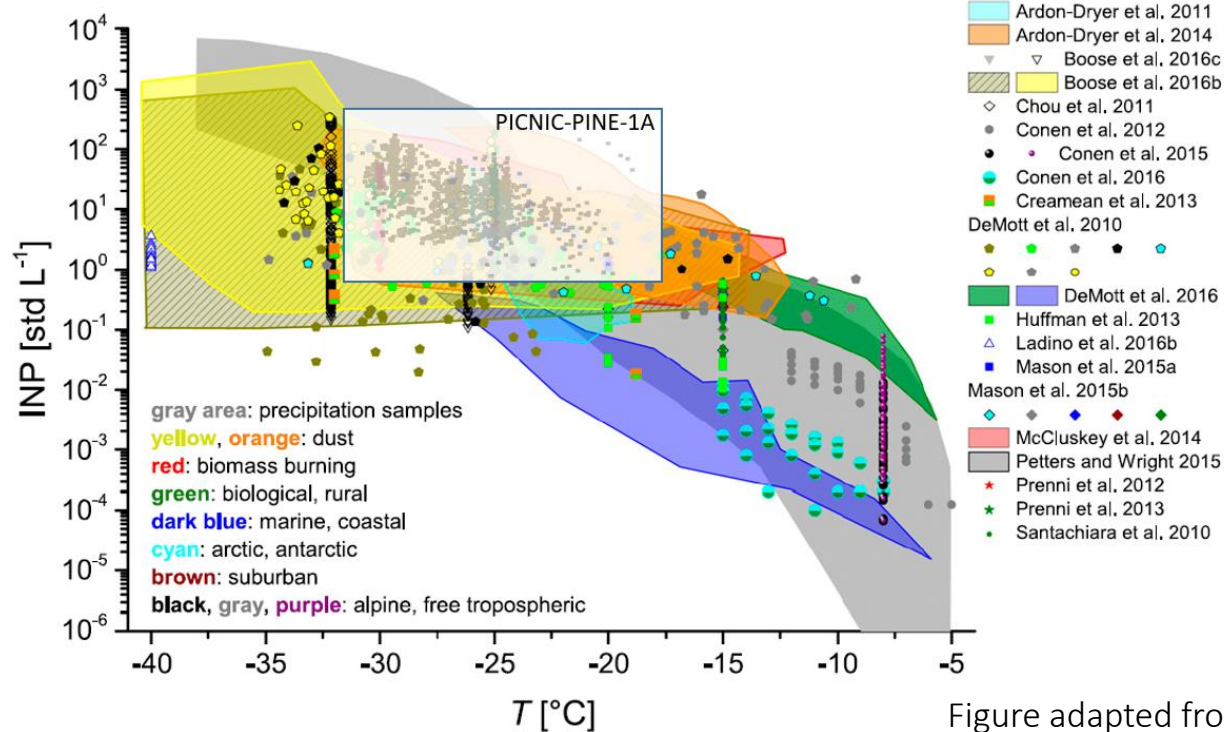 10⁴
10³
10²
10¹
10⁰
10⁻¹
10⁻²
10⁻³
10⁻⁴
10⁻⁵
10⁻⁶
INP [std L⁻¹]
PICNIC-PINE-1A
gray area: precipitation samples
yellow, orange: dust
red: biomass burning
green: biological, rural
dark blue: marine, coastal
cyan: arctic, antarctic
brown: suburban
black, gray, purple: alpine, free tropospheric
-40 -35 -30 -25 -20 -15 -10 -5
T [°C]
Ardon-Dryer et al. 2011
Ardon-Dryer et al. 2014
Boose et al. 2016c
Boose et al. 2016b
Chou et al. 2011
Conen et al. 2012
Conen et al. 2015
Conen et al. 2016
Creamean et al. 2013
DeMott et al. 2010
DeMott et al. 2016
Huffman et al. 2013
Ladino et al. 2016b
Mason et al. 2015a
Mason et al. 2015b
McCluskey et al. 2014
Petters and Wright 2015
Prenni et al. 2012
Prenni et al. 2013
Santachiara et al. 2010
Figure adapted fro